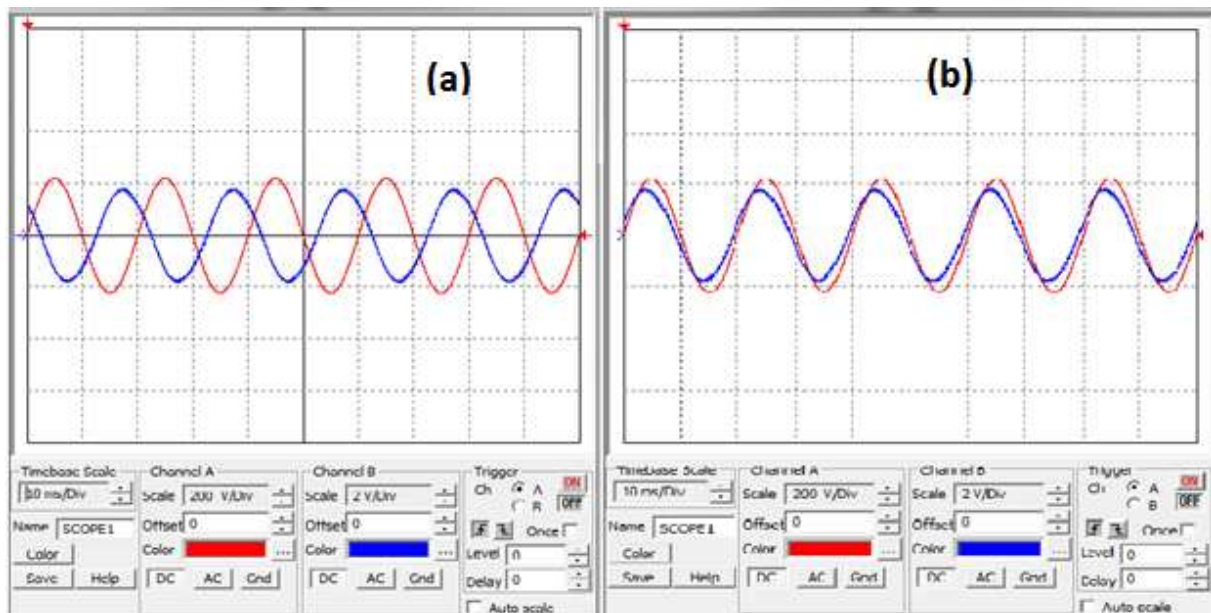 (a)
Timebase Scale
10 ms/Div
Name SCOPE1
Color
Save Help
Channel A
Scale 200 V/Div
Offset 0
Color ...
DC AC Gnd
Channel B
Scale 2 V/Div
Offset 0
Color ...
DC AC Gnd
Trigger
Ch A ON
B OFF
Once
Level 0
Delay 0
Auto scale
(b)
Timebase Scale
10 ms/Div
Name SCOPE1
Color
Save Help
Channel A
Scale 200 V/Div
Offset 0
Color ...
DC AC Gnd
Channel B
Scale 2 V/Div
Offset 0
Color ...
DC AC Gnd
Trigger
Ch A ON
B OFF
Once
Level 0
Delay 0
Auto scale